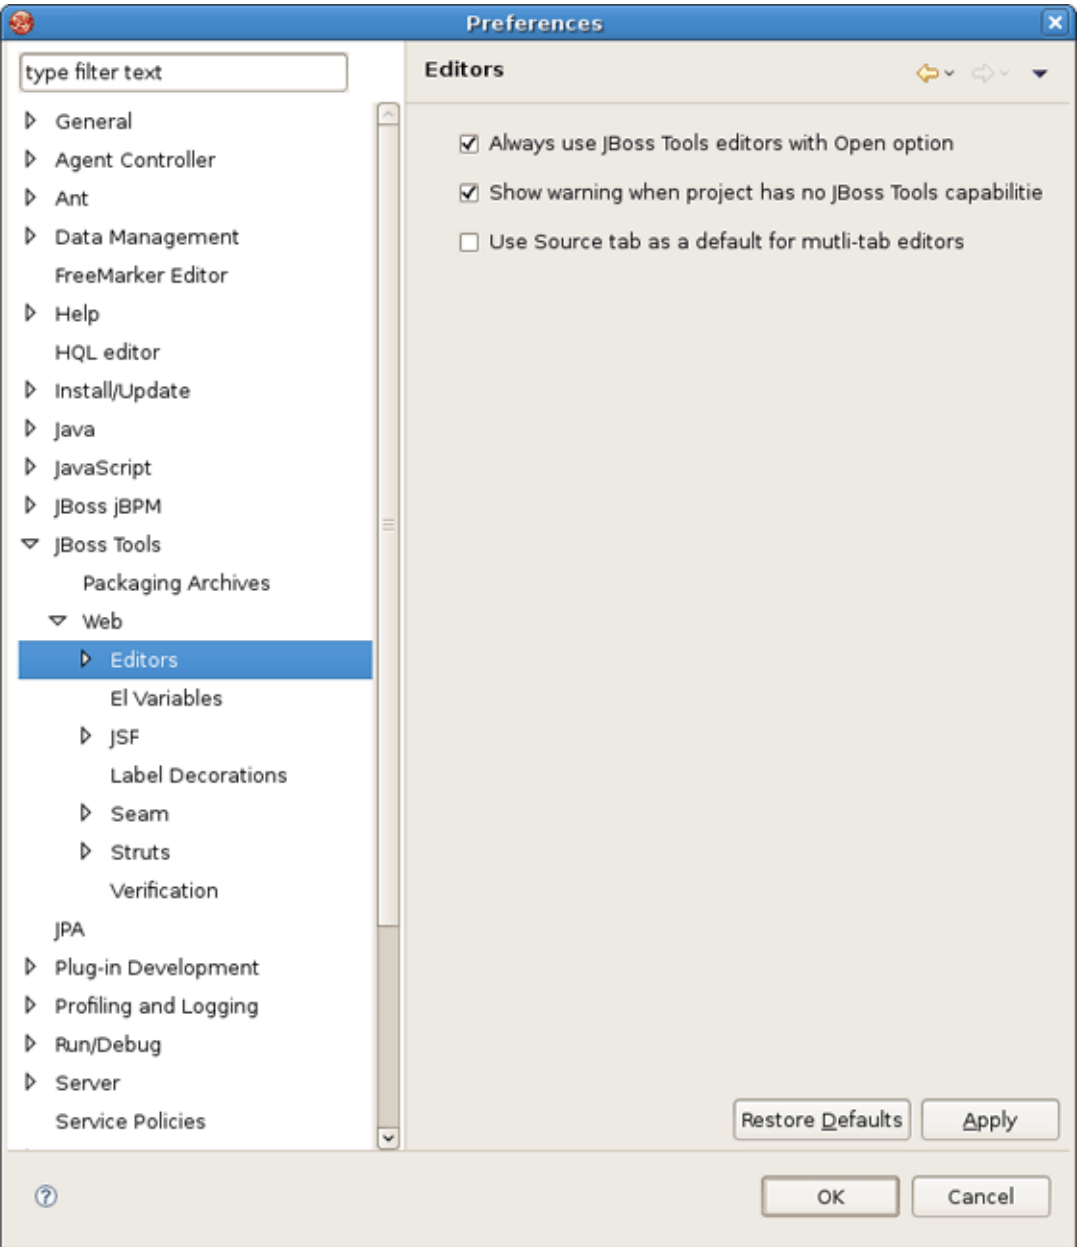 Preferences
type filter text
General
Agent Controller
Ant
Data Management
FreeMarker Editor
Help
HQL editor
Install/Update
Java
JavaScript
JBoss jBPM
JBoss Tools
Packaging Archives
Web
Editors
El Variables
JSF
Label Decorations
Seam
Struts
Verification
JPA
Plug-in Development
Profiling and Logging
Run/Debug
Server
Service Policies
Editors
Always use JBoss Tools editors with Open option
Show warning when project has no JBoss Tools capabilitie
Use Source tab as a default for mutli-tab editors
Restore Defaults
Apply
?
OK
Cancel